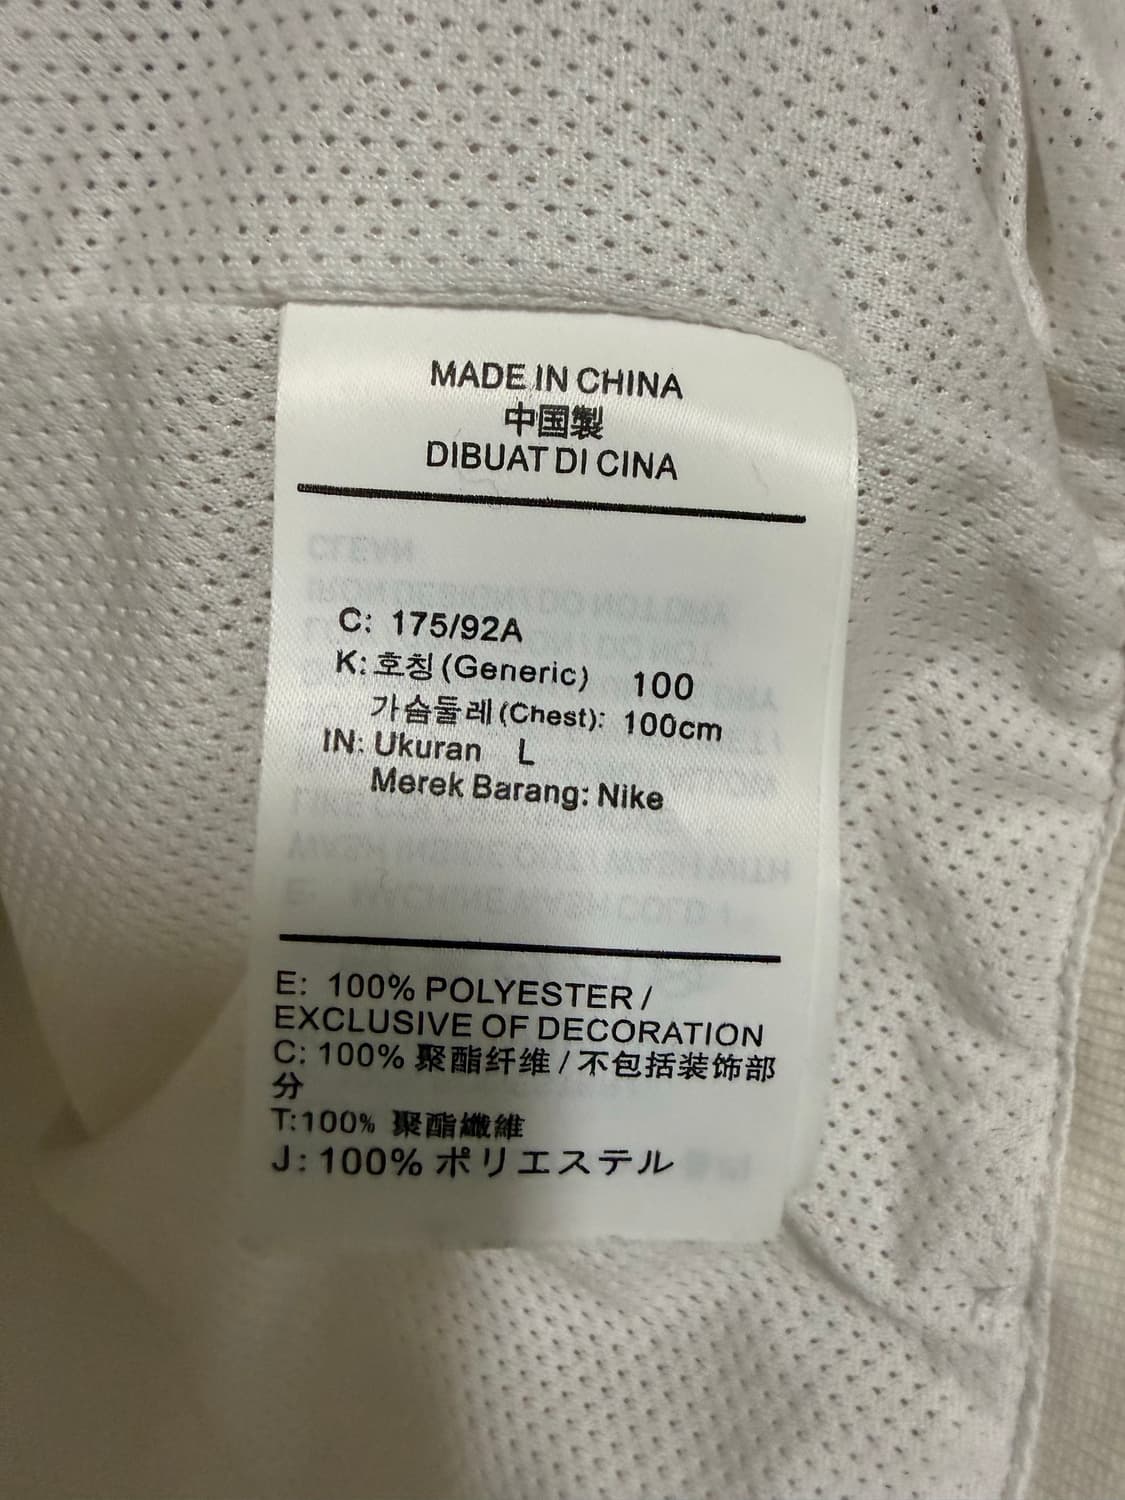 MADE IN CHINA
中国製
DIBUAT DI CINA
C: 175/92A
K: 호칭 (Generic) 100
가슴둘레 (Chest): 100cm
IN: Ukuran L
Merek Barang: Nike
E: 100% POLYESTER /
EXCLUSIVE OF DECORATION
C: 100% 聚酯纤维 / 不包括装饰部
分
T:100% 聚酯纖維
J: 100% ポリエステル